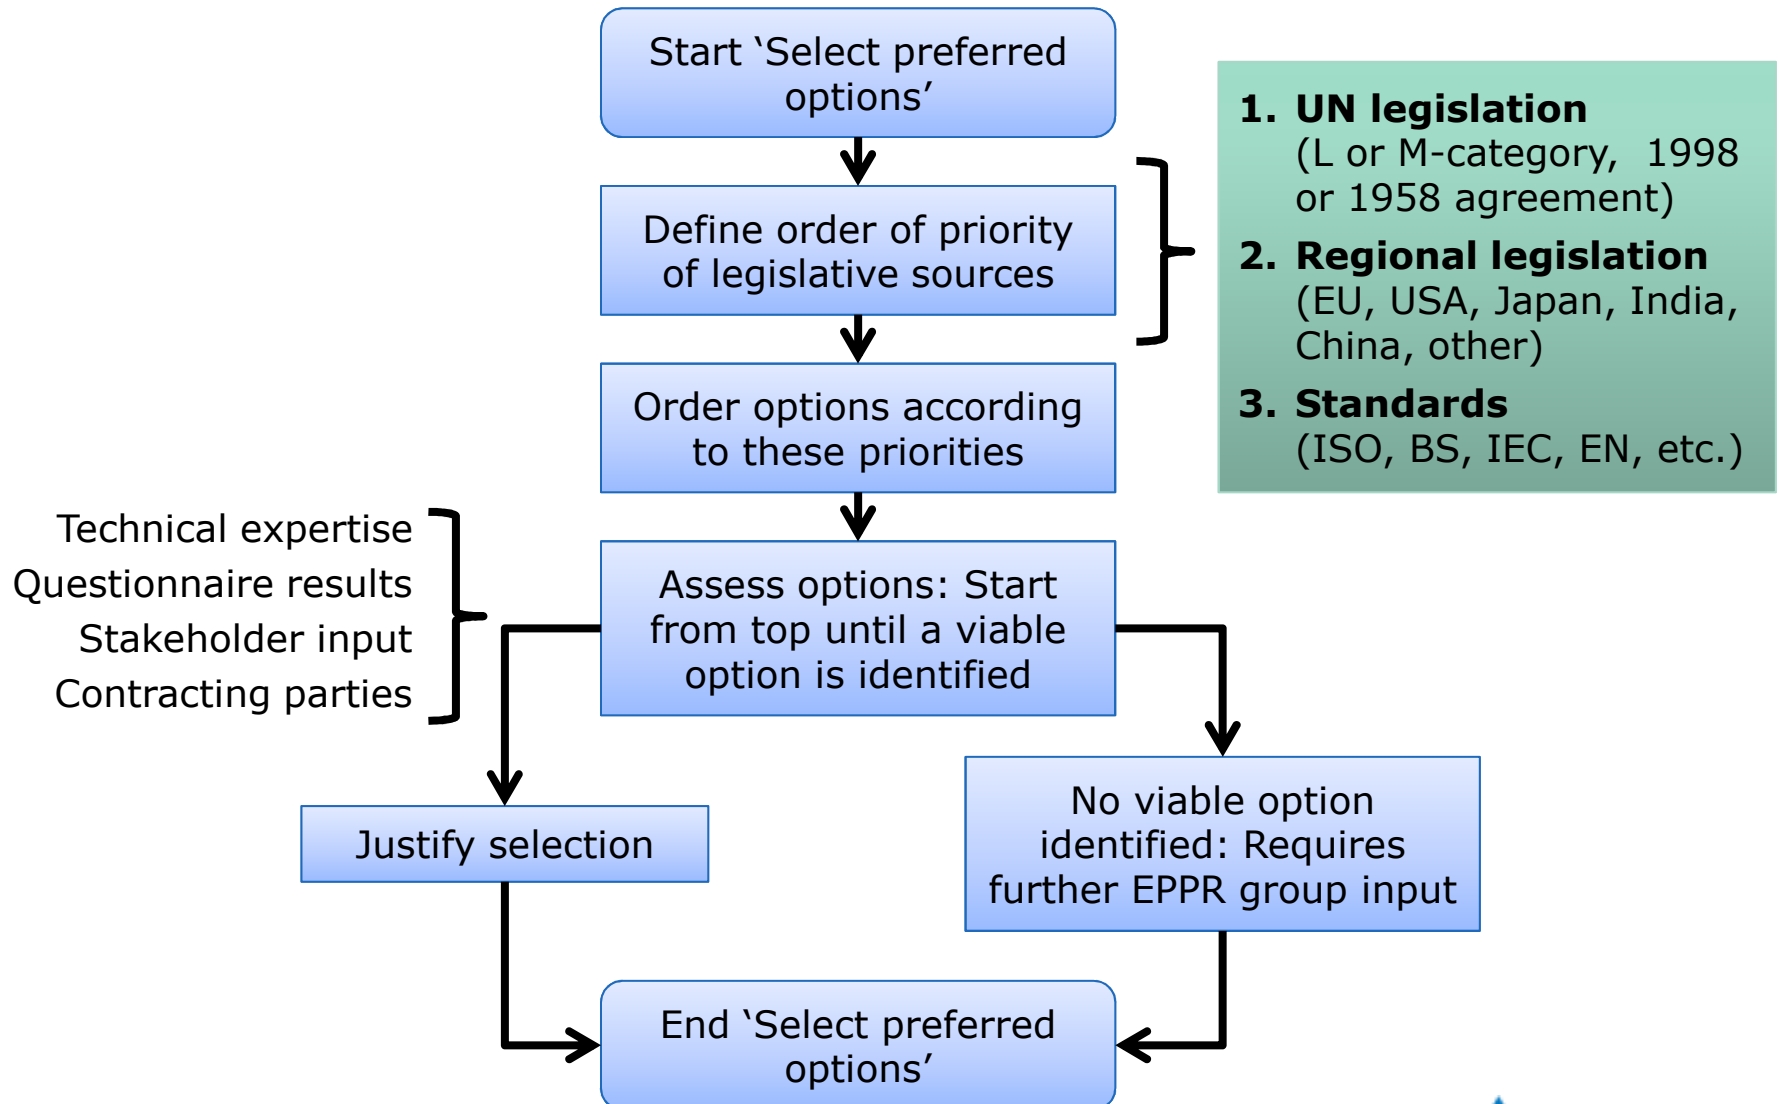 Start ‘Select preferred
options’
1. UN legislation
(L or M-category, 1998
or 1958 agreement)
2. Regional legislation
(EU, USA, Japan, India,
China, other)
3. Standards
(ISO, BS, IEC, EN, etc.)
Define order of priority
of legislative sources
Order options according
to these priorities
Technical expertise
Questionnaire results
Stakeholder input
Contracting parties
Assess options: Start
from top until a viable
option is identified
Justify selection
No viable option
identified: Requires
further EPPR group input
End ‘Select preferred
options’